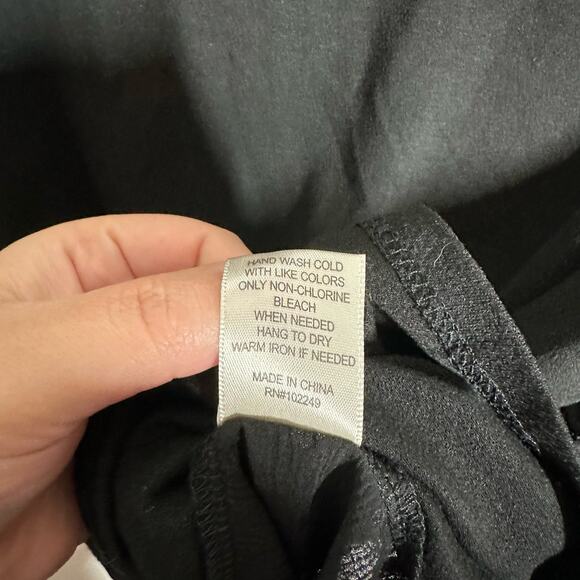 HAND WASH COLD
WITH LIKE COLORS
ONLY NON-CHLORINE
BLEACH
WHEN NEEDED
HANG TO DRY
WARM IRON IF NEEDED
MADE IN CHINA
RN#102249